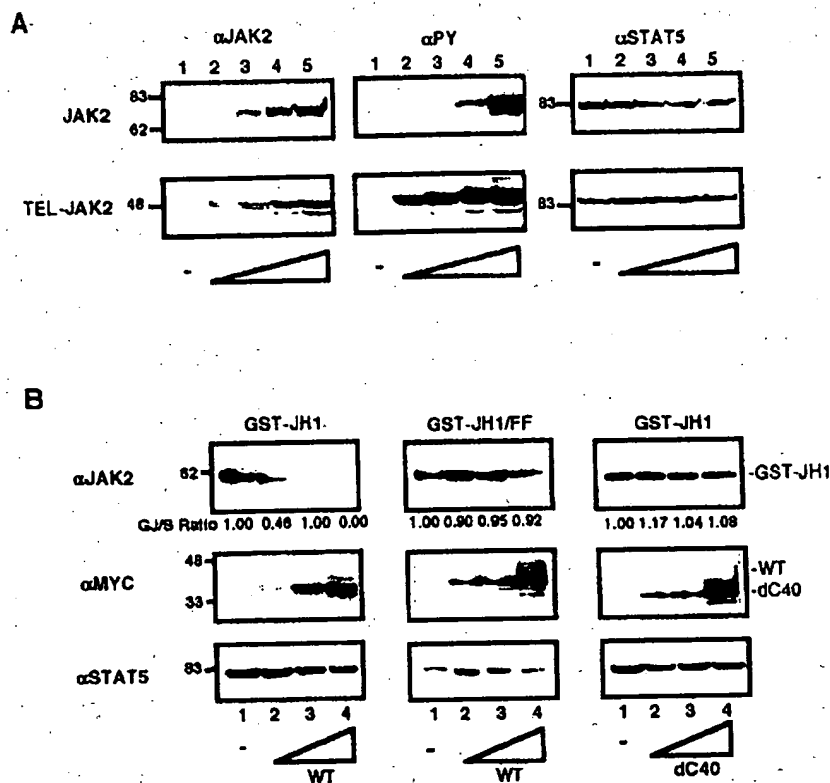 A
αJAK2 αPY αSTAT5
1 2 3 4 5 1 2 3 4 5 1 2 3 4 5
JAK2 83 62 83
TEL-JAK2 48 83
- - -
B
GST-JH1 GST-JH1/FF GST-JH1
αJAK2 62 -GST-JH1
GJ/S Ratio 1.00 0.46 1.00 0.00 1.00 0.90 0.95 0.92 1.00 1.17 1.04 1.08
αMYC 48 33 -WT -dC40
αSTAT5 83
1 2 3 4 1 2 3 4 1 2 3 4
- - -
WT WT dC40